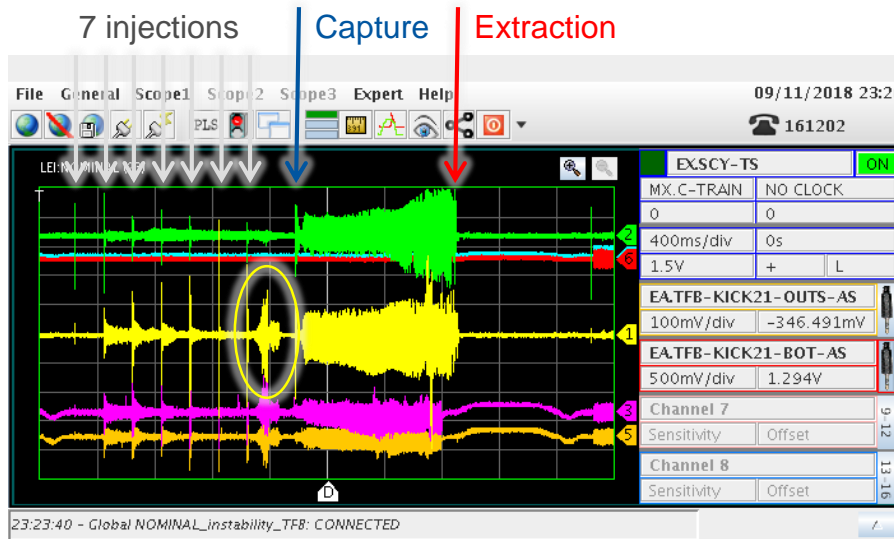 7 injections Capture Extraction
File General Scope1 Scope2 Scope3 Expert Help 09/11/2018 23:2
PLS 161202
LEI:NOMINAL
EX.SCY-TS ON
MX.C-TRAIN NO CLOCK
0 0
400ms/div 0s
1.5V + L
EA.TFB-KICK21-OUTS-AS
100mV/div -346.491mV
EA.TFB-KICK21-BOT-AS
500mV/div 1.294V
Channel 7
Sensitivity Offset
Channel 8
Sensitivity Offset
9-12
13-16
2
6
1
3
5
D
23:23:40 - Global NOMINAL_instability_TFB: CONNECTED